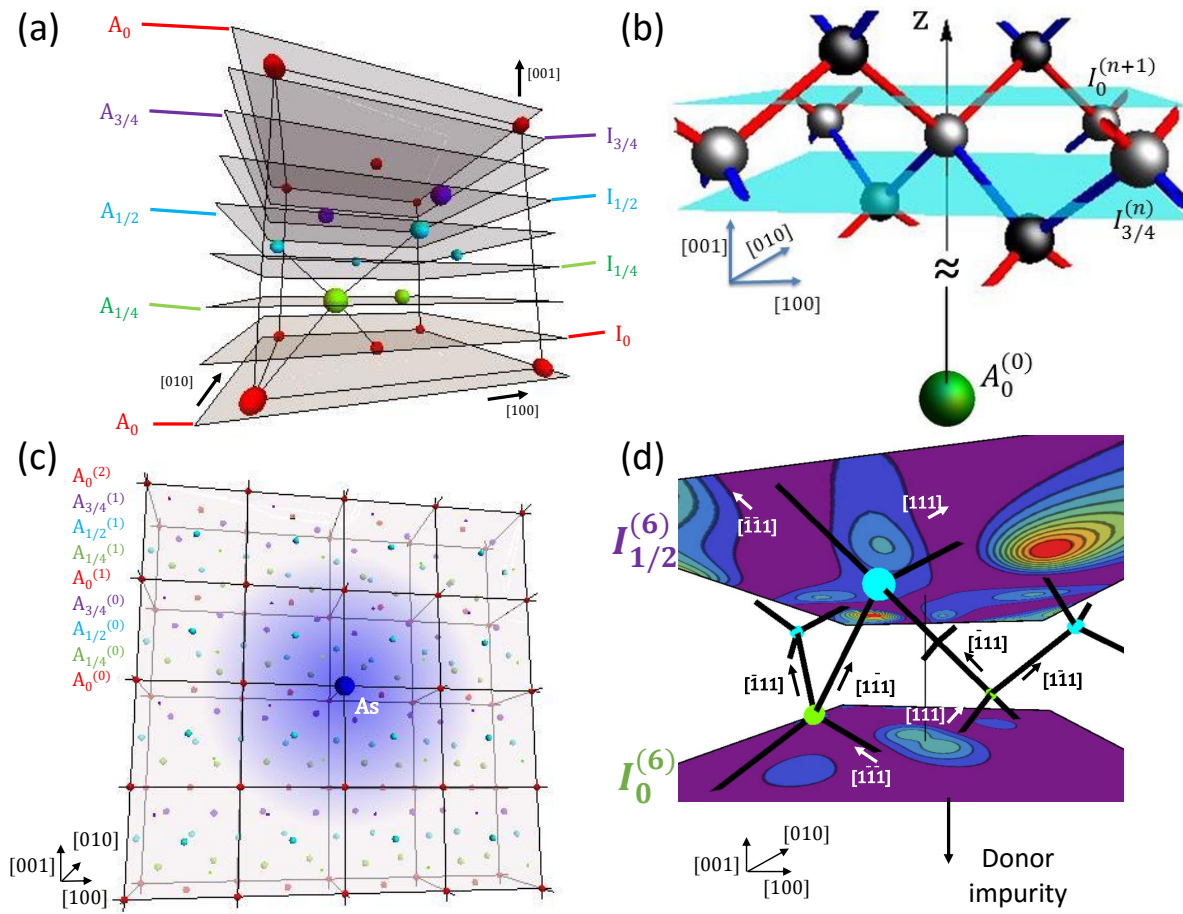 (a)
A₀
A₃/₄
A₁/₂
A₁/₄
A₀
[001]
I₃/₄
I₁/₂
I₁/₄
I₀
[010]
[100]
(b)
Z
I₀⁽ⁿ⁺¹⁾
I₃/₄⁽ⁿ⁾
[001]
[010]
[100]
≈
A₀⁽⁰⁾
(c)
A₀⁽²⁾
A₃/₄⁽¹⁾
A₁/₂⁽¹⁾
A₁/₄⁽¹⁾
A₀⁽¹⁾
A₃/₄⁽⁰⁾
A₁/₂⁽⁰⁾
A₁/₄⁽⁰⁾
A₀⁽⁰⁾
As
[001]
[010]
[100]
(d)
I₁/₂⁽⁶⁾
[1̄1̄1]
[111]
[1̄11]
[11̄1]
[1̄11]
[11̄1]
[111]
[11̄1]
I₀⁽⁶⁾
[001]
[010]
[100]
Donor
impurity